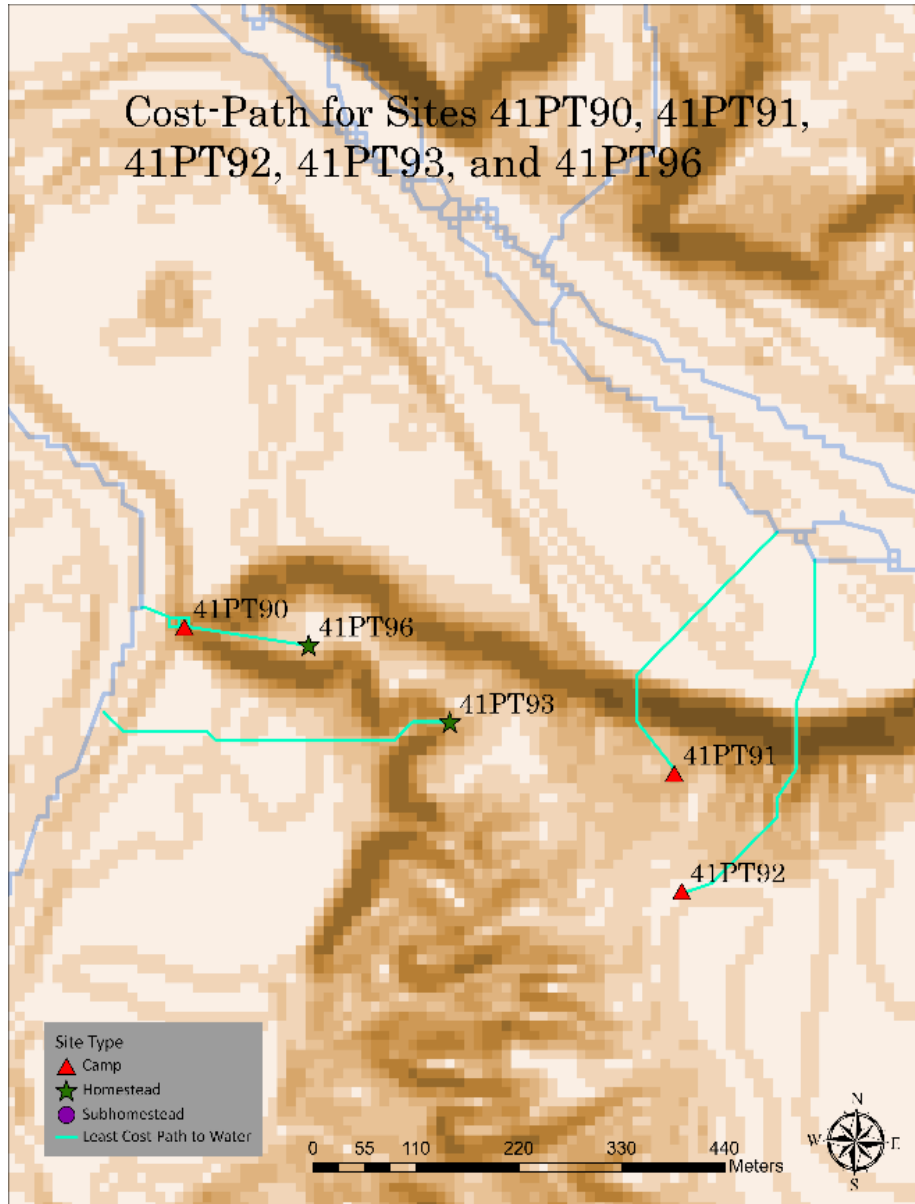 Cost-Path for Sites 41PT90, 41PT91,
41PT92, 41PT93, and 41PT96
41PT90
41PT96
41PT93
41PT91
41PT92
Site Type
Camp
Homestead
Subhomestead
Least Cost Path to Water
0 55 110 220 330 440
Meters
N
W E
S